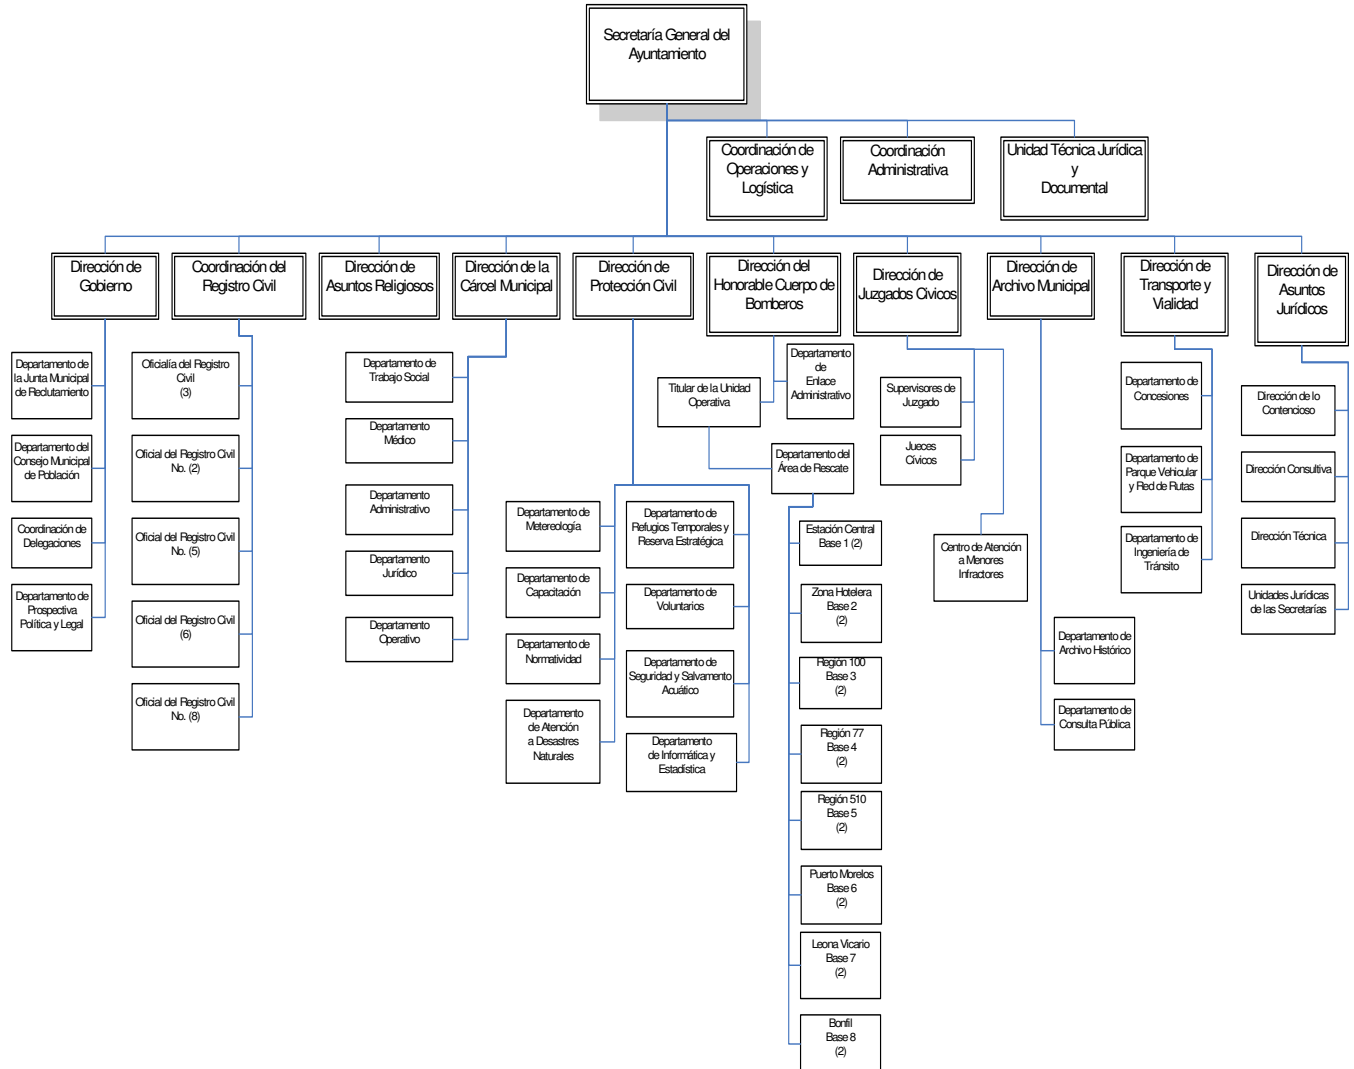 Secretaría General del
Ayuntamiento
Coordinación de
Operaciones y
Logística
Coordinación
Administrativa
Unidad Técnica Jurídica
y
Documental
Dirección de
Gobierno
Coordinación del
Registro Civil
Dirección de
Asuntos Religiosos
Dirección de la
Cárcel Municipal
Dirección de
Protección Civil
Dirección del
Honorable Cuerpo de
Bomberos
Dirección de
Juzgados Cívicos
Dirección de
Archivo Municipal
Dirección de
Transporte y
Vialidad
Dirección de
Asuntos
Jurídicos
Departamento de
la Junta Municipal
de Reclutamiento
Departamento del
Consejo Municipal
de Población
Coordinación de
Delegaciones
Departamento de
Prospectiva
Política y Legal
Oficialía del Registro
Civil
(3)
Oficial del Registro Civil
No. (2)
Oficial del Registro Civil
No. (5)
Oficial del Registro Civil
(6)
Oficial del Registro Civil
No. (8)
Departamento de
Trabajo Social
Departamento
Médico
Departamento
Administrativo
Departamento
Jurídico
Departamento
Operativo
Departamento de
Metereología
Departamento de
Capacitación
Departamento de
Normatividad
Departamento
de Atención
a Desastres
Naturales
Departamento de
Refugios Temporales y
Reserva Estratégica
Departamento de
Voluntarios
Departamento de
Seguridad y Salvamento
Acuático
Departamento
de Informática y
Estadística
Titular de la Unidad
Operativa
Departamento
de
Enlace
Administrativo
Departamento del
Área de Rescate
Estación Central
Base 1 (2)
Zona Hotelera
Base 2
(2)
Región 100
Base 3
(2)
Región 77
Base 4
(2)
Región 510
Base 5
(2)
Puerto Morelos
Base 6
(2)
Leona Vicario
Base 7
(2)
Bonfil
Base 8
(2)
Supervisores de
Juzgado
Jueces
Cívicos
Centro de Atención
a Menores
Infractores
Departamento de
Archivo Histórico
Departamento de
Consulta Pública
Departamento de
Concesiones
Departamento de
Parque Vehicular
y Red de Rutas
Departamento de
Ingeniería de
Tránsito
Dirección de lo
Contencioso
Dirección Consultiva
Dirección Técnica
Unidades Jurídicas
de las Secretarías